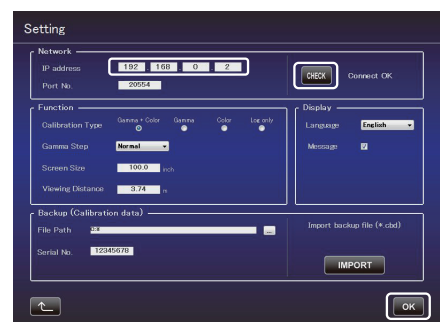 Setting
Network
IP address 192 . 168 . 0 . 2
Port No. 20554
CHECK Connect OK
Function
Calibration Type Gamma + Color Gamma Color Log only
Gamma Step Normal
Screen Size 100.0 inch
Viewing Distance 3.74 m
Display
Language English
Message
Backup (Calibration data)
File Path D:¥ ...
Serial No. 12345678
Import backup file (*.cbd)
IMPORT
OK